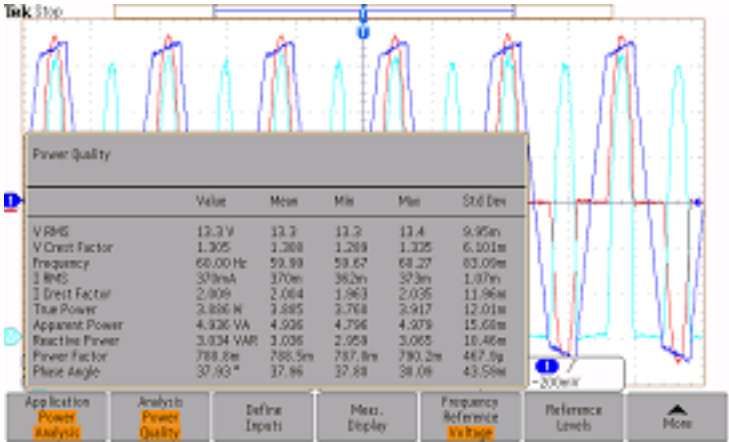 Tek Stop
Power Quality
Value Mean Min Max Std Dev
V RMS 13.3 V 13.3 13.3 13.4 9.95m
V Crest Factor 1.305 1.300 1.289 1.335 6.101m
Frequency 60.00 Hz 59.99 59.67 60.27 83.09m
I RMS 370mA 370m 362m 373m 1.07m
I Crest Factor 2.009 2.004 1.963 2.035 11.96m
True Power 3.886 W 3.885 3.760 3.917 12.01m
Apparent Power 4.936 VA 4.936 4.796 4.979 15.60m
Reactive Power 3.034 VAR 3.036 2.959 3.065 10.46m
Power Factor 788.8m 788.5m 787.0m 790.2m 467.9µ
Phase Angle 37.93 ° 37.96 37.80 38.09 43.50m
1
-200mV
Application Power Analysis
Analysis Power Quality
Define Inputs
Meas. Display
Frequency Reference Voltage
Reference Levels
More